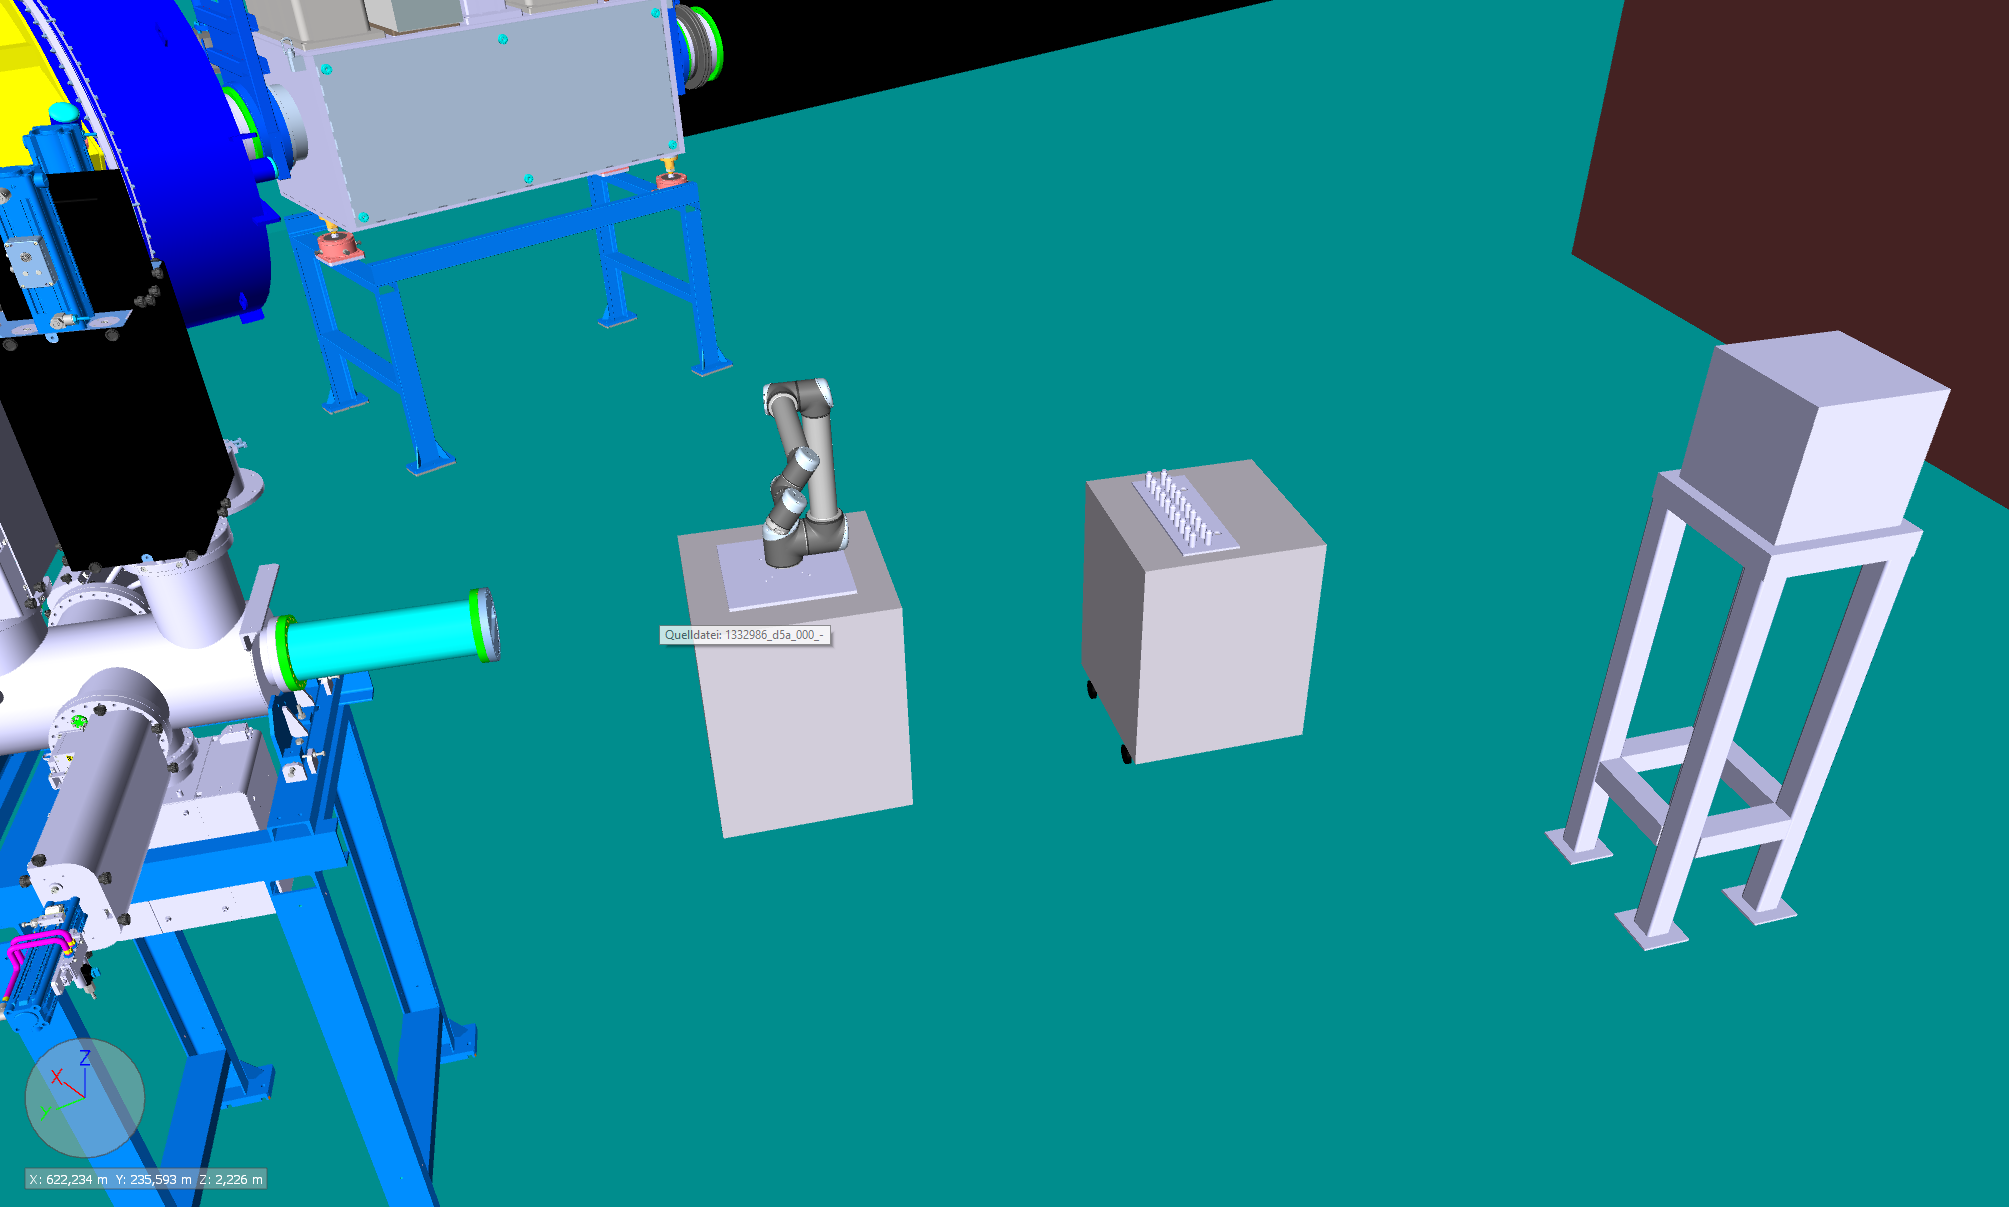 Quelldatei: 1332986_d5a_000_-
Z
X
Y
X: 622,234 m  Y: 235,593 m  Z: 2,226 m